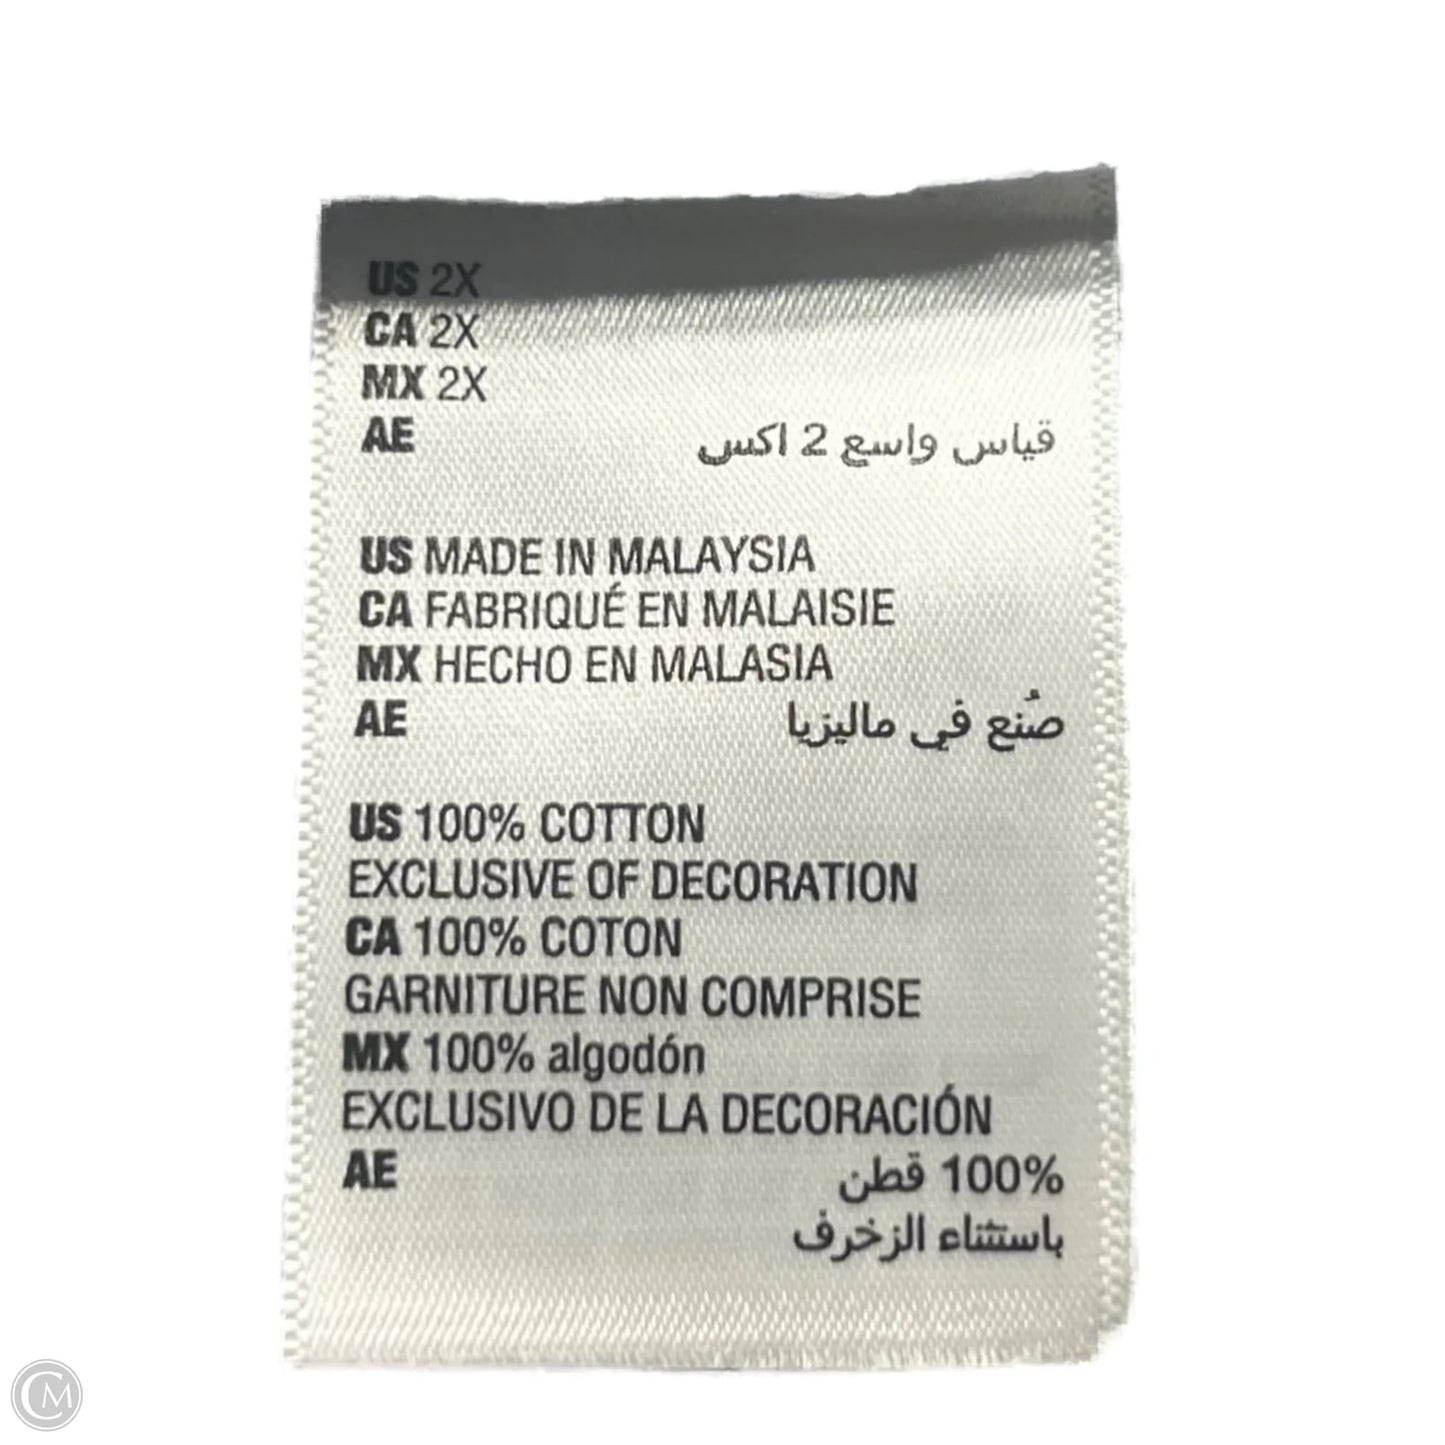 US 2X
CA 2X
MX 2X
AE قياس واسع 2 اكس
US MADE IN MALAYSIA
CA FABRIQUÉ EN MALAISIE
MX HECHO EN MALASIA
AE صُنع في ماليزيا
US 100% COTTON
EXCLUSIVE OF DECORATION
CA 100% COTON
GARNITURE NON COMPRISE
MX 100% algodón
EXCLUSIVO DE LA DECORACIÓN
AE 100% قطن
باستثناء الزخرف
CM